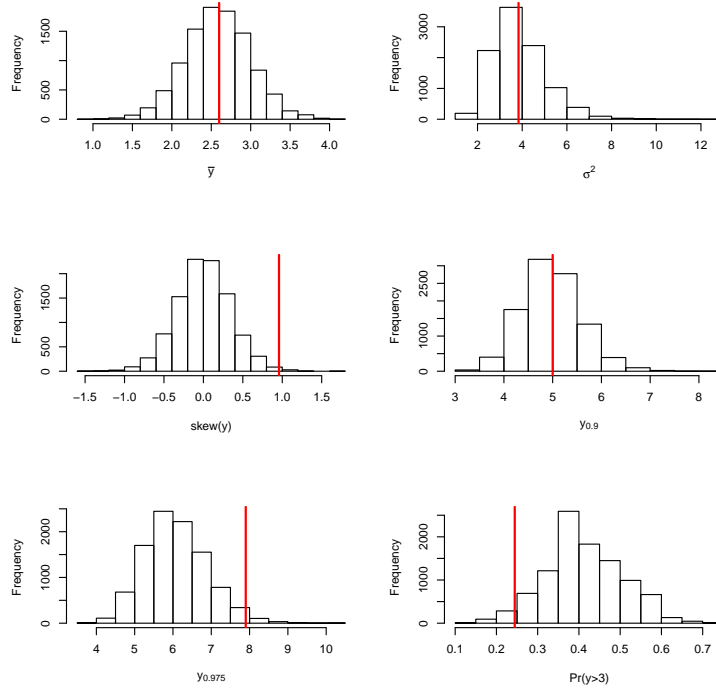 Frequency
0
500
1500
1.0 1.5 2.0 2.5 3.0 3.5 4.0
y̅
Frequency
0
1000
3000
2 4 6 8 10 12
σ²
Frequency
0
500
1500
−1.5 −1.0 −0.5 0.0 0.5 1.0 1.5
skew(y)
Frequency
0
1000
2500
3 4 5 6 7 8
y₀.₉
Frequency
0
1000
2000
4 5 6 7 8 9 10
y₀.₉₇₅
Frequency
0
1000
2000
0.1 0.2 0.3 0.4 0.5 0.6 0.7
Pr(y>3)